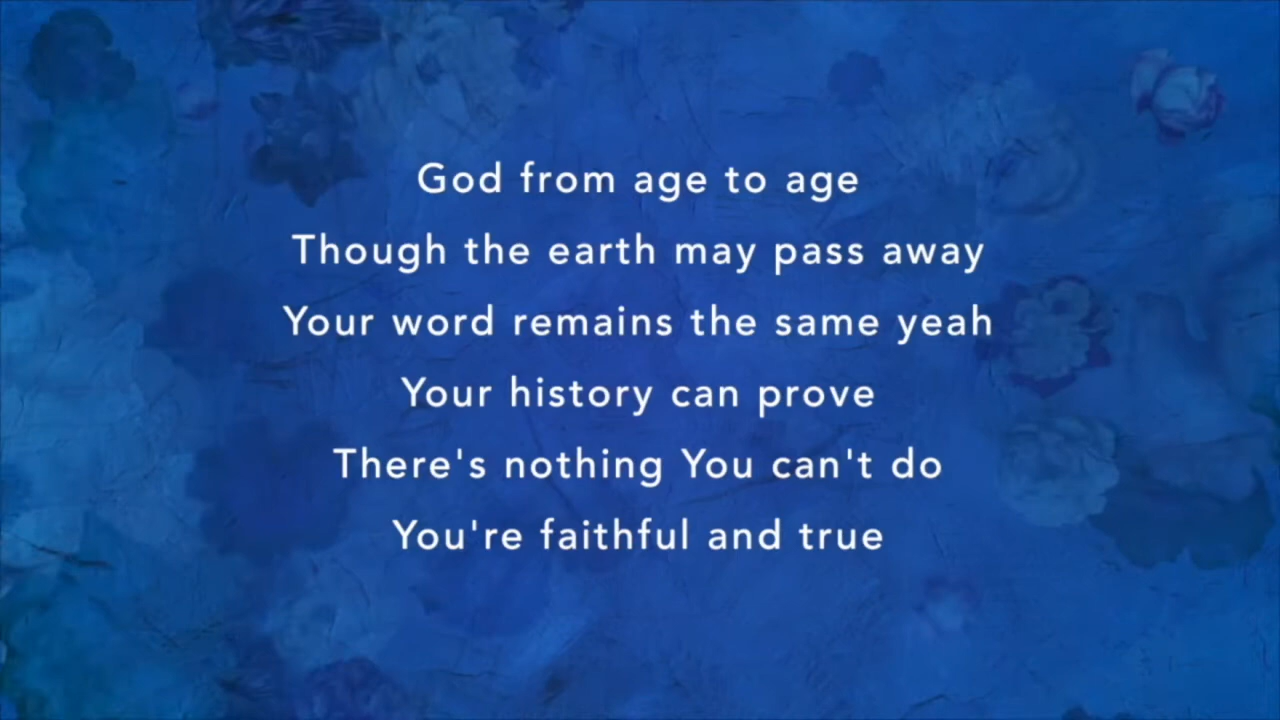 God from age to age
Though the earth may pass away
Your word remains the same yeah
Your history can prove
There's nothing You can't do
You're faithful and true